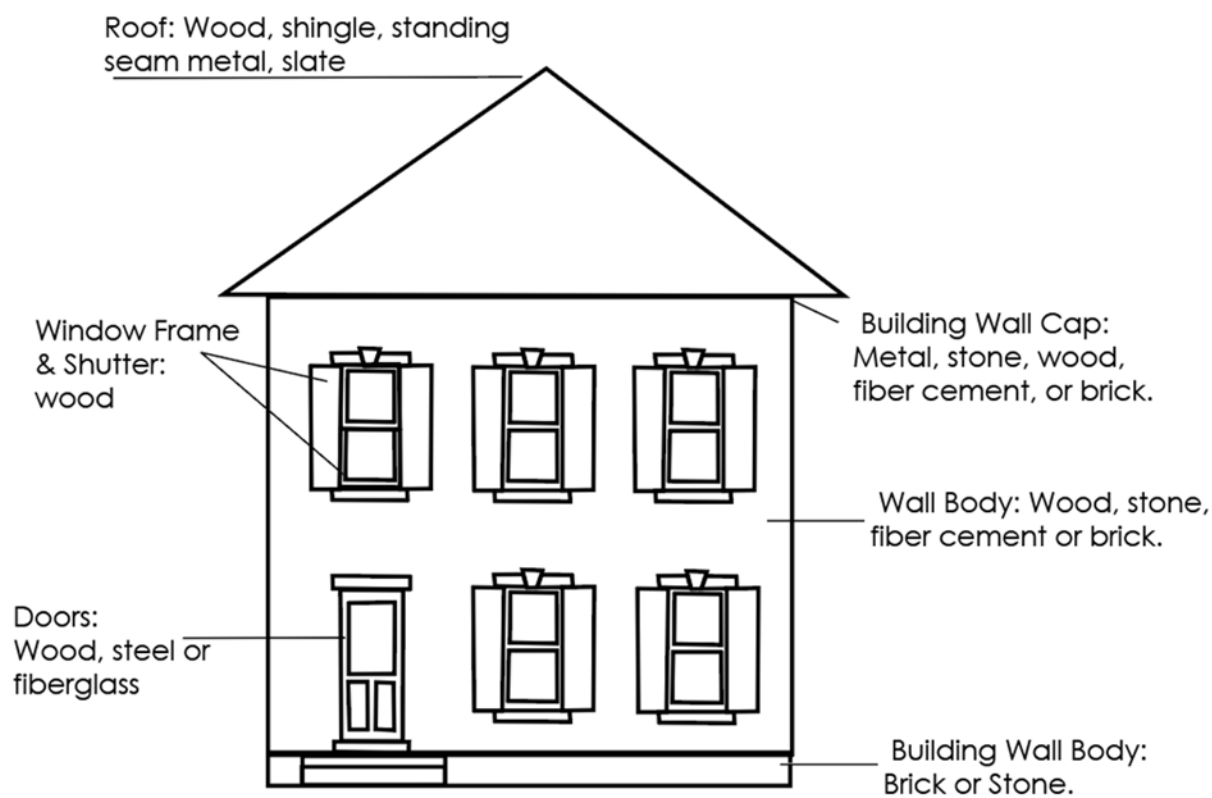 Roof: Wood, shingle, standing
seam metal, slate
Window Frame
& Shutter:
wood
Building Wall Cap:
Metal, stone, wood,
fiber cement, or brick.
Wall Body: Wood, stone,
fiber cement or brick.
Doors:
Wood, steel or
fiberglass
Building Wall Body:
Brick or Stone.